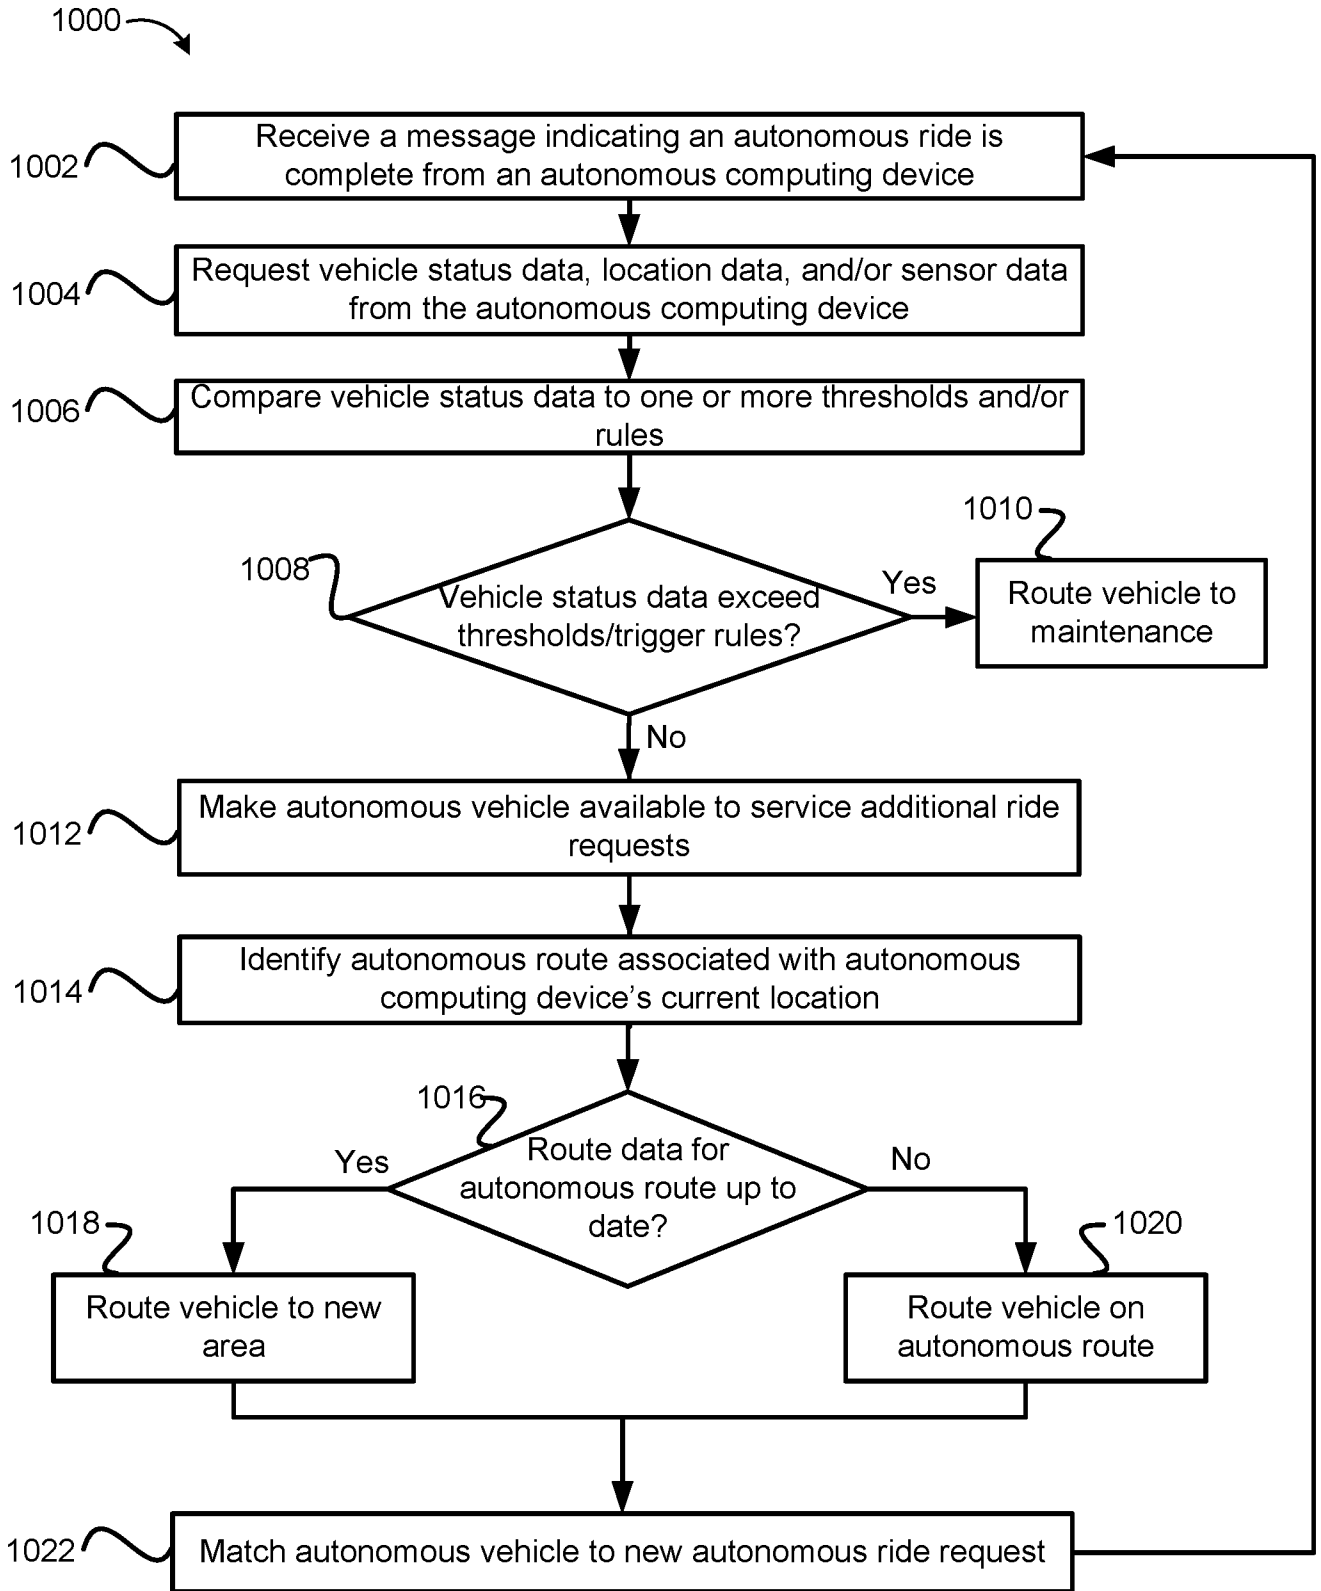 1000
1002
Receive a message indicating an autonomous ride is
complete from an autonomous computing device
1004
Request vehicle status data, location data, and/or sensor data
from the autonomous computing device
1006
Compare vehicle status data to one or more thresholds and/or
rules
1008
Vehicle status data exceed
thresholds/trigger rules?
Yes
1010
Route vehicle to
maintenance
No
1012
Make autonomous vehicle available to service additional ride
requests
1014
Identify autonomous route associated with autonomous
computing device's current location
1016
Route data for
autonomous route up to
date?
Yes
No
1018
Route vehicle to new
area
1020
Route vehicle on
autonomous route
1022
Match autonomous vehicle to new autonomous ride request